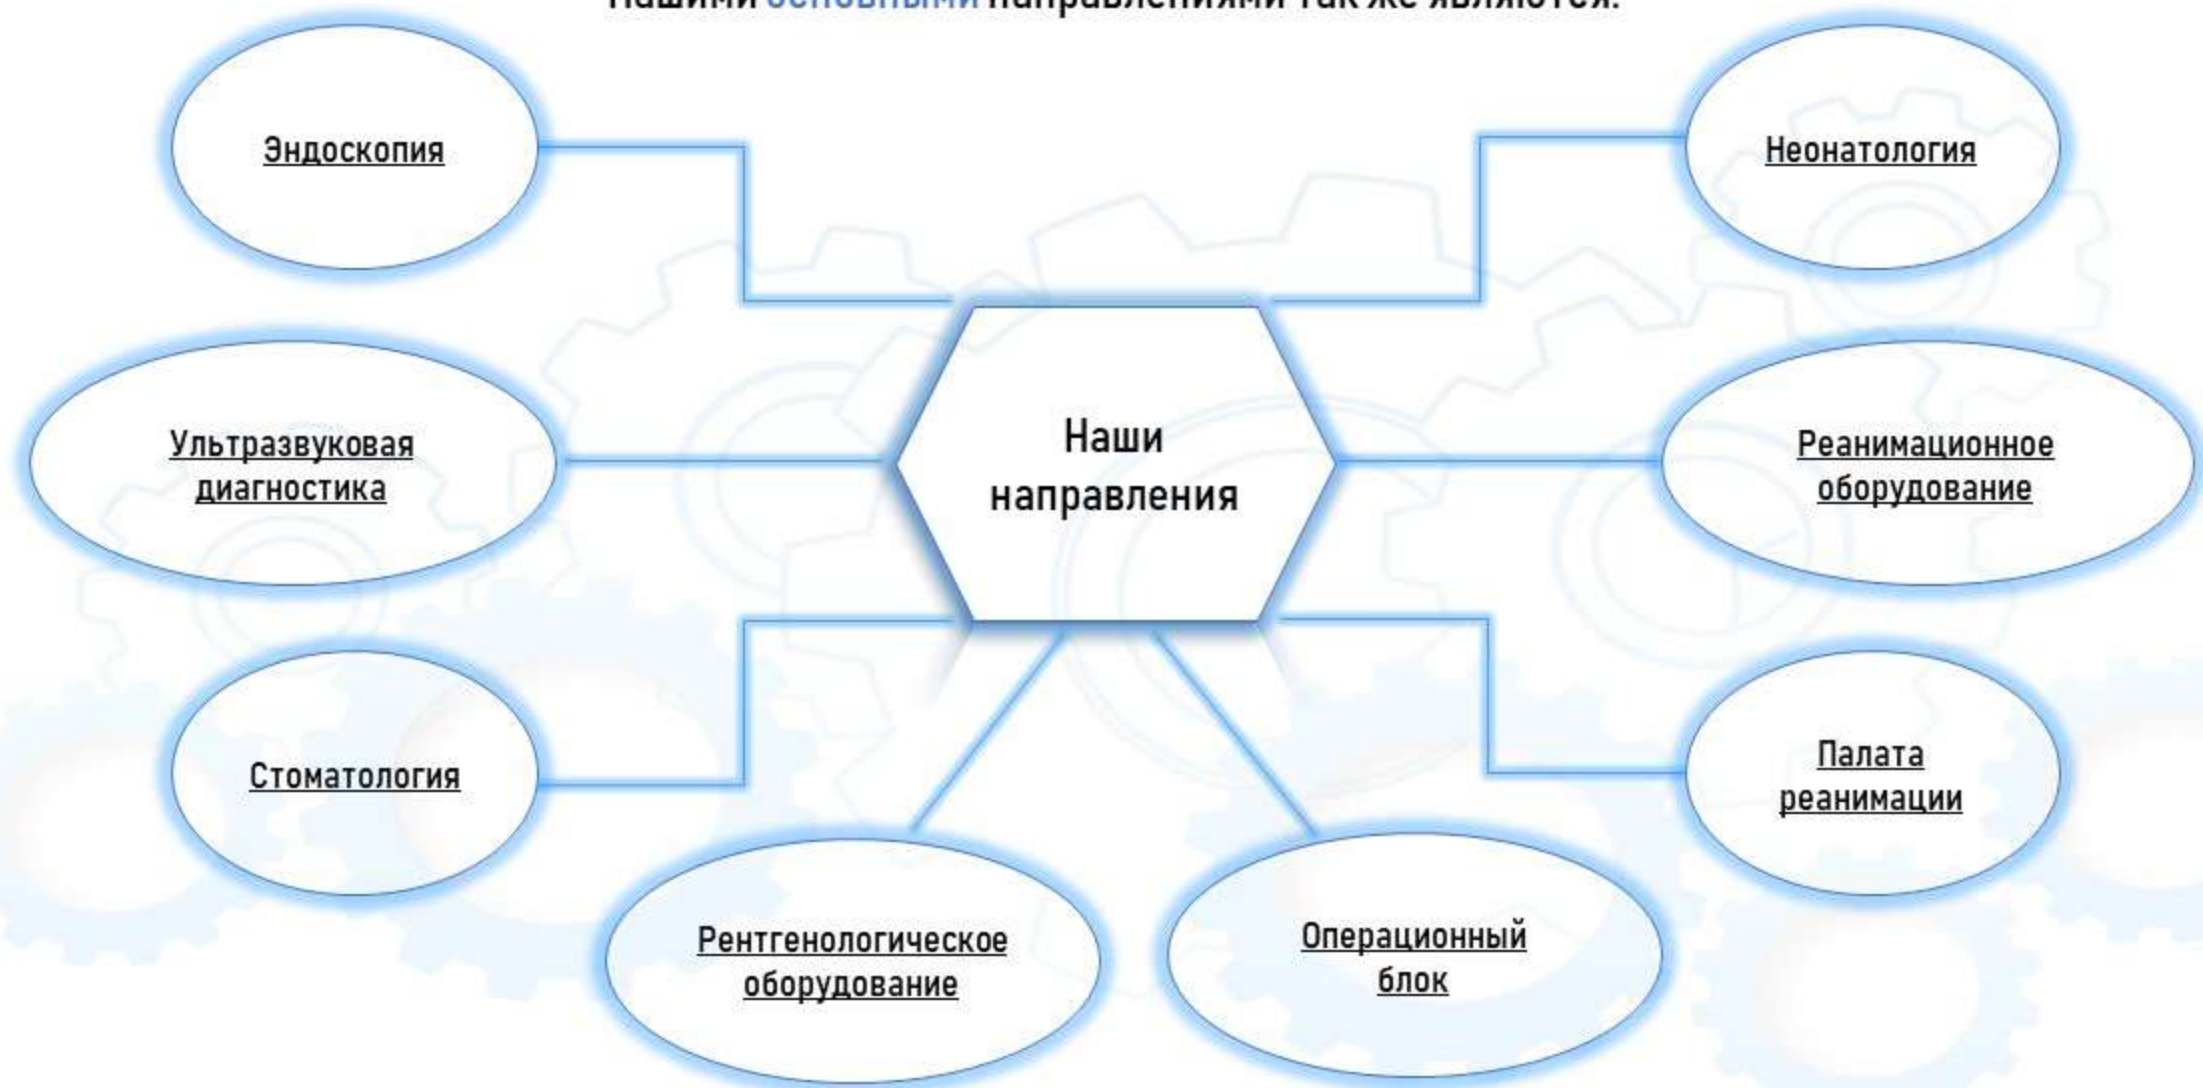 Нашими основными направлениями так же являются:
Эндоскопия
Неонатология
Наши
направления
Ультразвуковая
диагностика
Реанимационное
оборудование
Стоматология
Палата
реанимации
Рентгенологическое
оборудование
Операционный
блок